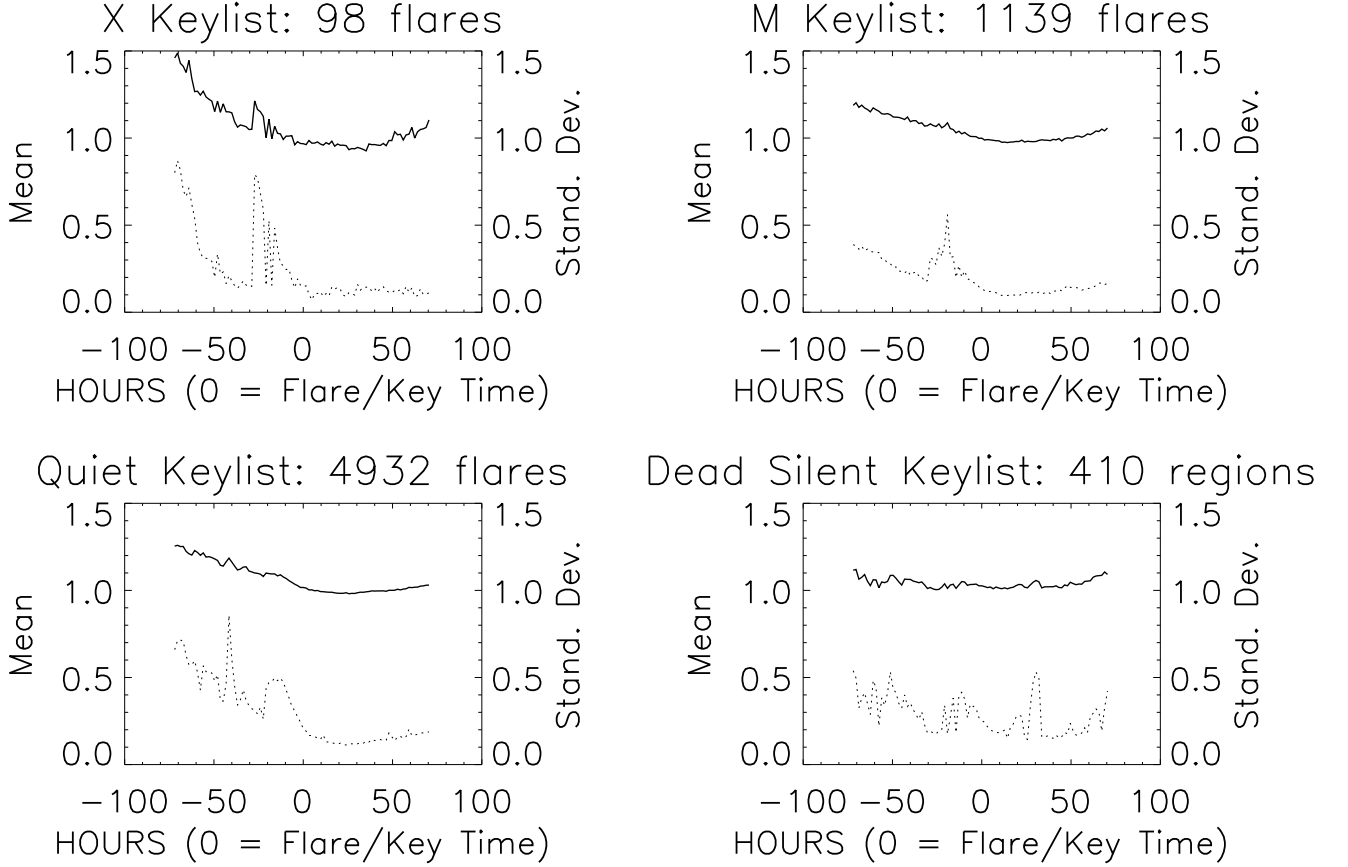 X Keylist: 98 flares
1.5
1.0
0.5
0.0
Mean
1.5
1.0
0.5
0.0
Stand. Dev.
−100 −50 0 50 100
HOURS (0 = Flare/Key Time)
M Keylist: 1139 flares
1.5
1.0
0.5
0.0
Mean
1.5
1.0
0.5
0.0
Stand. Dev.
−100 −50 0 50 100
HOURS (0 = Flare/Key Time)
Quiet Keylist: 4932 flares
1.5
1.0
0.5
0.0
Mean
1.5
1.0
0.5
0.0
Stand. Dev.
−100 −50 0 50 100
HOURS (0 = Flare/Key Time)
Dead Silent Keylist: 410 regions
1.5
1.0
0.5
0.0
Mean
1.5
1.0
0.5
0.0
Stand. Dev.
−100 −50 0 50 100
HOURS (0 = Flare/Key Time)